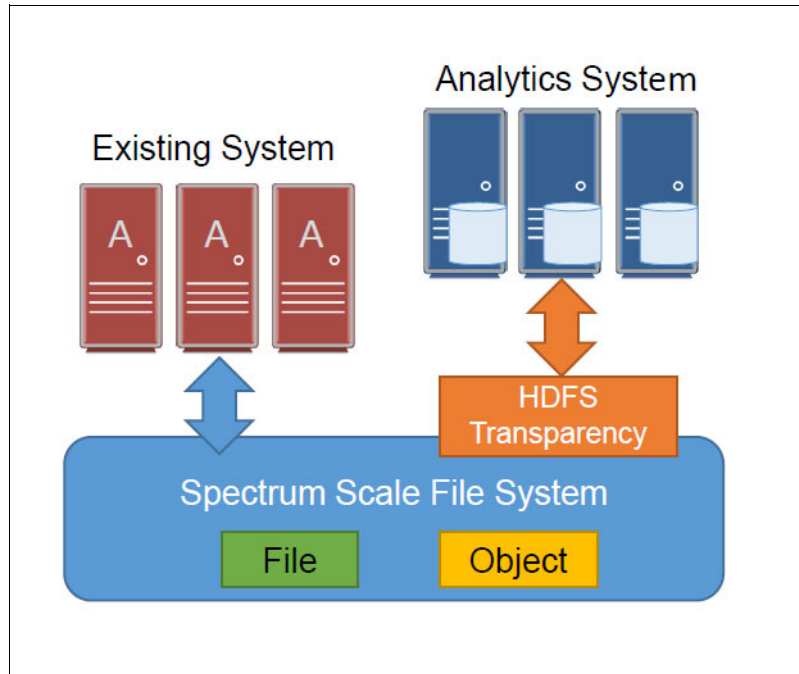 Analytics System
Existing System
A A A
HDFS
Transparency
Spectrum Scale File System
File
Object